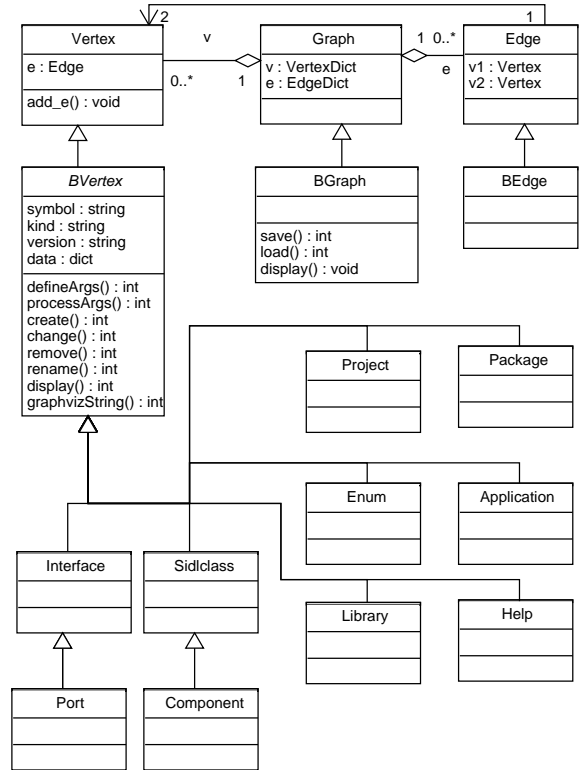 2
1
Vertex
v
Graph
1 0..*
Edge
e : Edge
0..*
1
v : VertexDict
e : EdgeDict
e
v1 : Vertex
v2 : Vertex
add_e() : void
BVertex
symbol : string
kind : string
version : string
data : dict
defineArgs() : int
processArgs() : int
create() : int
change() : int
remove() : int
rename() : int
display() : int
graphvizString() : int
BGraph
save() : int
load() : int
display() : void
BEdge
Project
Package
Enum
Application
Interface
Sidlclass
Library
Help
Port
Component